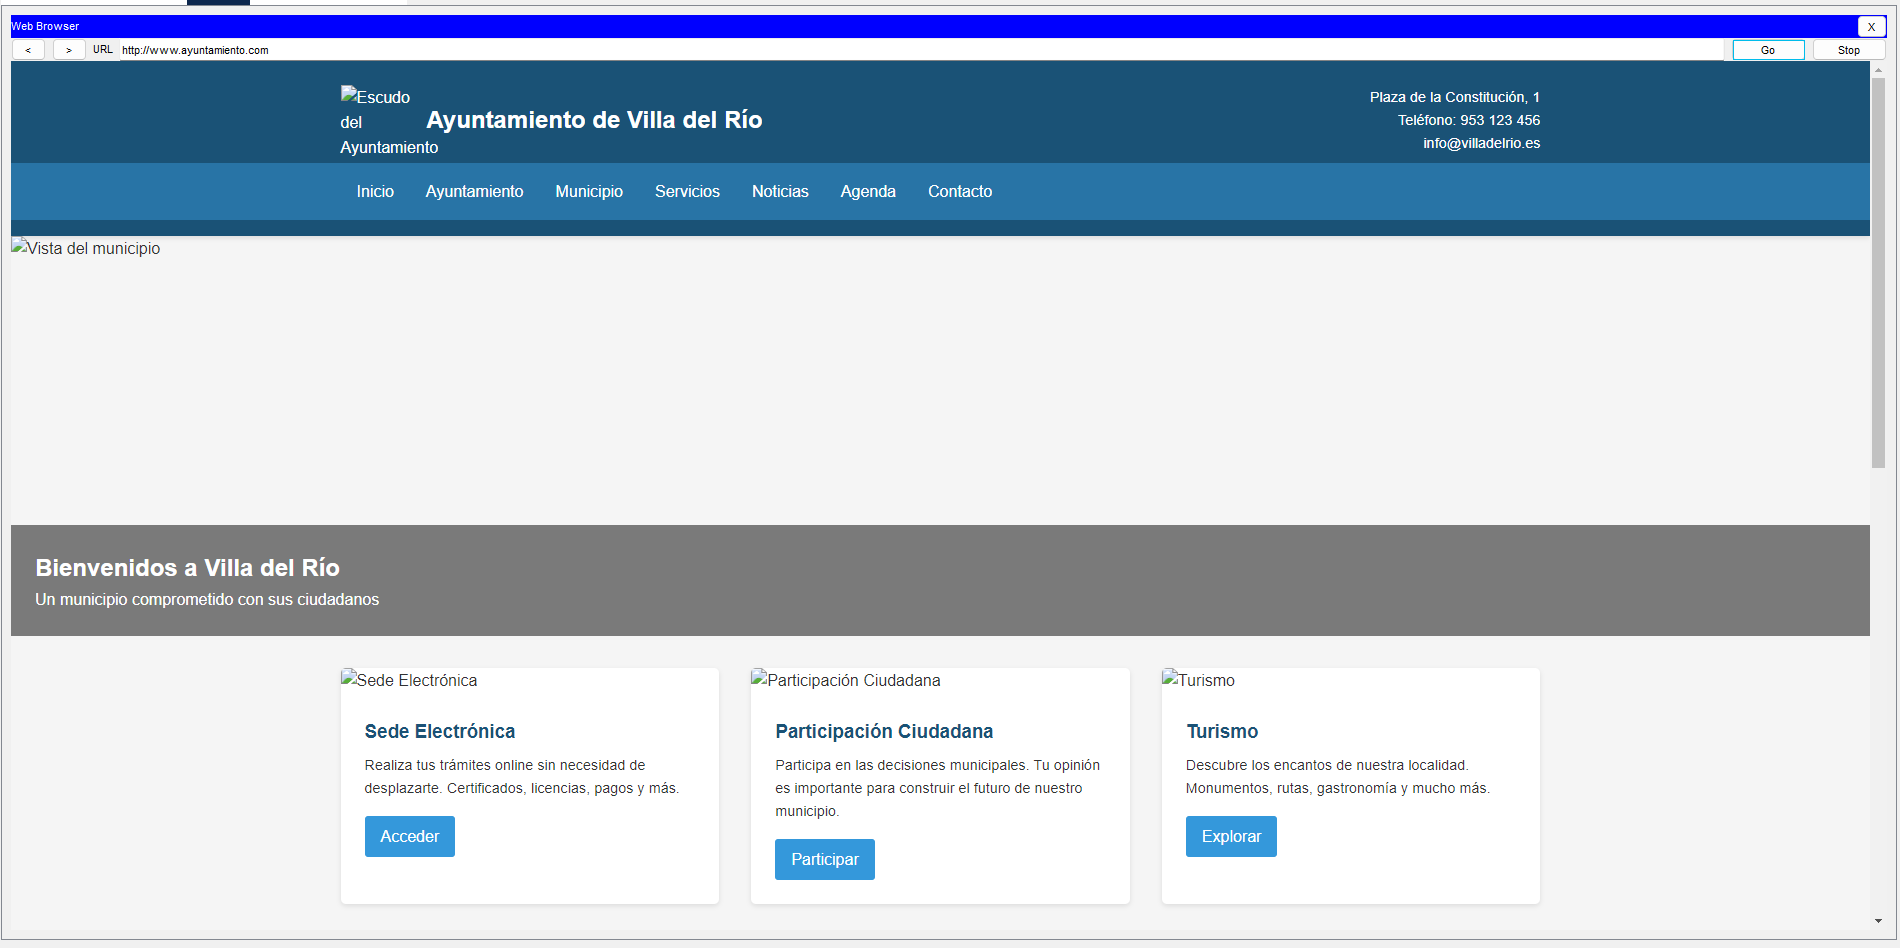 Web Browser
X
<
>
URL
http://www.ayuntamiento.com
Go
Stop
Escudo
del
Ayuntamiento
Ayuntamiento de Villa del Río
Plaza de la Constitución, 1
Teléfono: 953 123 456
info@villadelrio.es
Inicio
Ayuntamiento
Municipio
Servicios
Noticias
Agenda
Contacto
Vista del municipio
Bienvenidos a Villa del Río
Un municipio comprometido con sus ciudadanos
Sede Electrónica
Sede Electrónica
Realiza tus trámites online sin necesidad de
desplazarte. Certificados, licencias, pagos y más.
Acceder
Participación Ciudadana
Participación Ciudadana
Participa en las decisiones municipales. Tu opinión
es importante para construir el futuro de nuestro
municipio.
Participar
Turismo
Turismo
Descubre los encantos de nuestra localidad.
Monumentos, rutas, gastronomía y mucho más.
Explorar